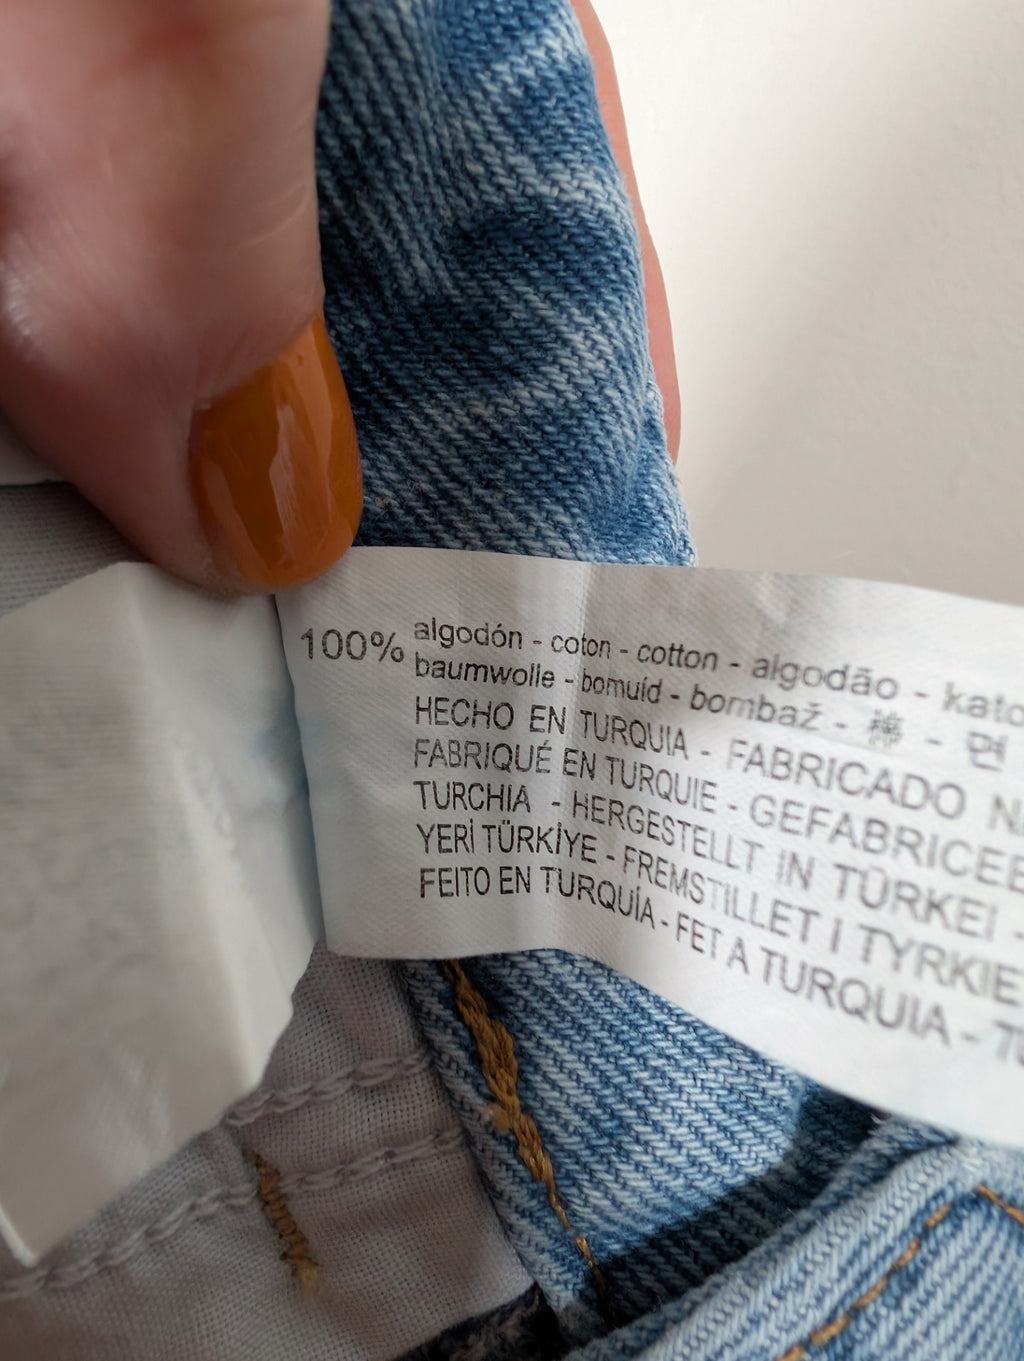 100% algodón - coton - cotton - algodão - kato
baumwolle - bomuid - bombaž - 棉 - 면
HECHO EN TURQUIA - FABRICADO N
FABRIQUÉ EN TURQUIE - GEFABRICEE
TURCHIA - HERGESTELLT IN TÜRKEI -
YERİ TÜRKİYE - FREMSTILLET I TYRKIE
FEITO EN TURQUÍA - FET A TURQUIA - TU